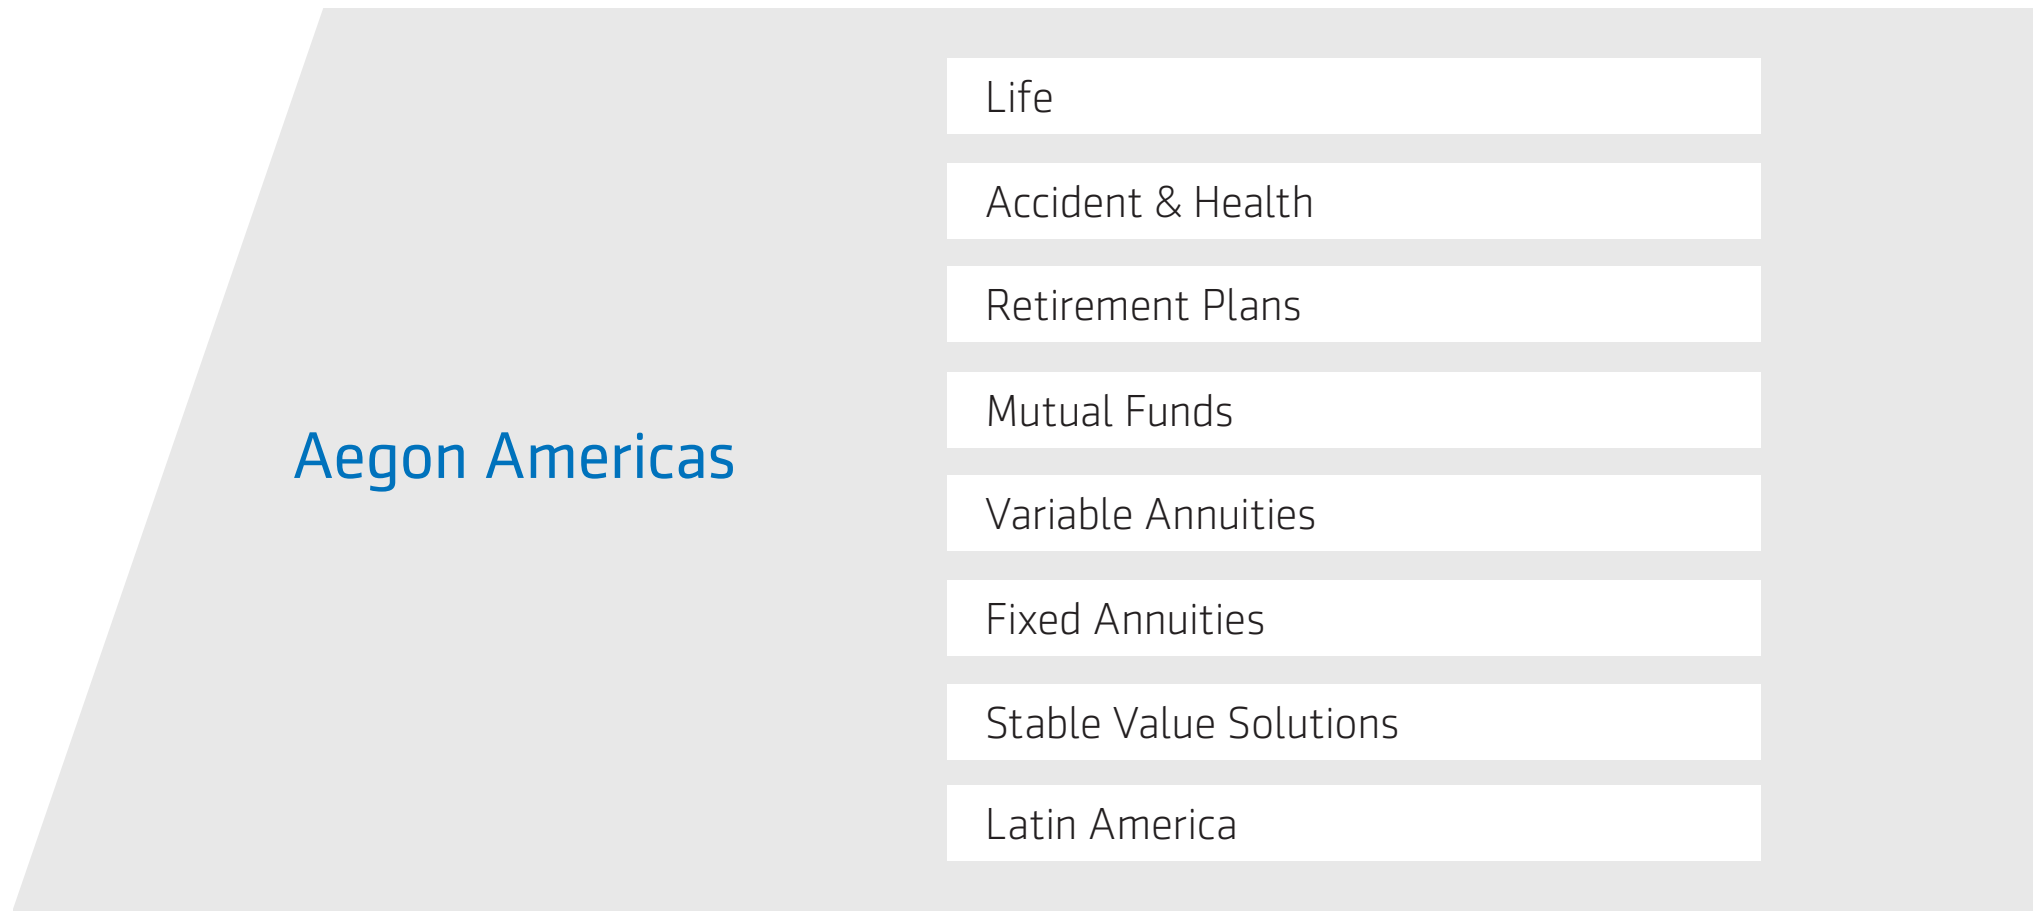 Aegon Americas
Life
Accident & Health
Retirement Plans
Mutual Funds
Variable Annuities
Fixed Annuities
Stable Value Solutions
Latin America